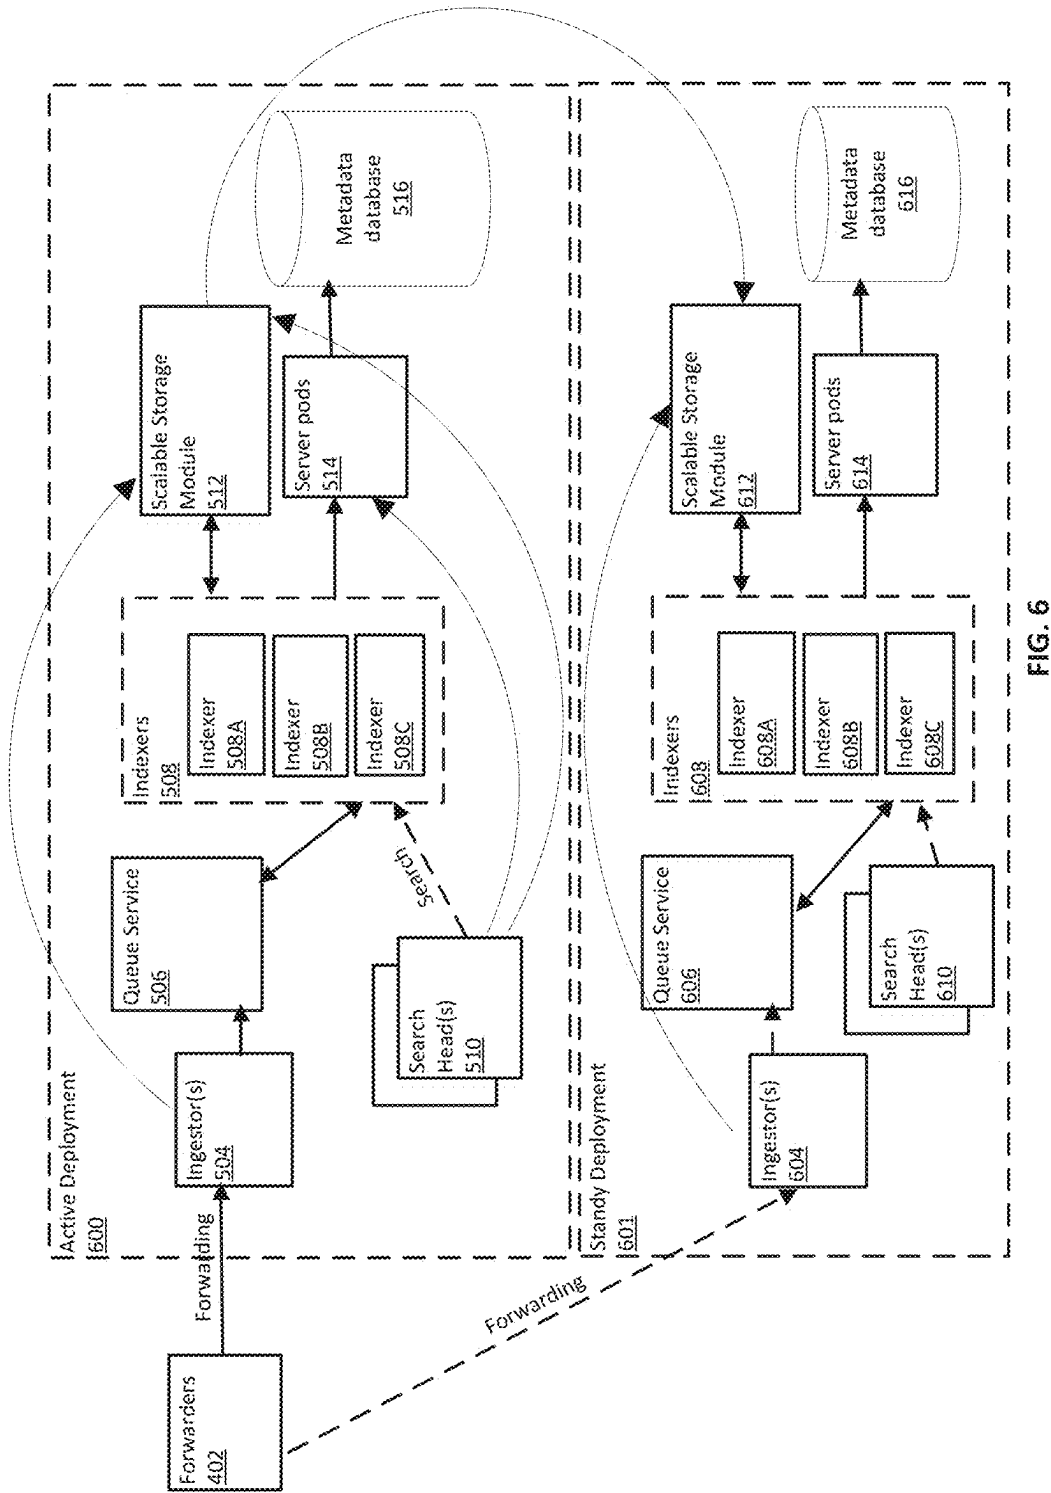 Forwarders
402
Forwarding
Forwarding
Active Deployment
600
Ingestor(s)
504
Queue Service
506
Search
Head(s)
510
Search
Indexers
508
Indexer
508A
Indexer
508B
Indexer
508C
Scalable Storage
Module
512
Server pods
514
Metadata
database
516
Standy Deployment
601
Ingestor(s)
604
Queue Service
606
Search
Head(s)
610
Indexers
608
Indexer
608A
Indexer
608B
Indexer
608C
Scalable Storage
Module
612
Server pods
614
Metadata
database
616
FIG. 6